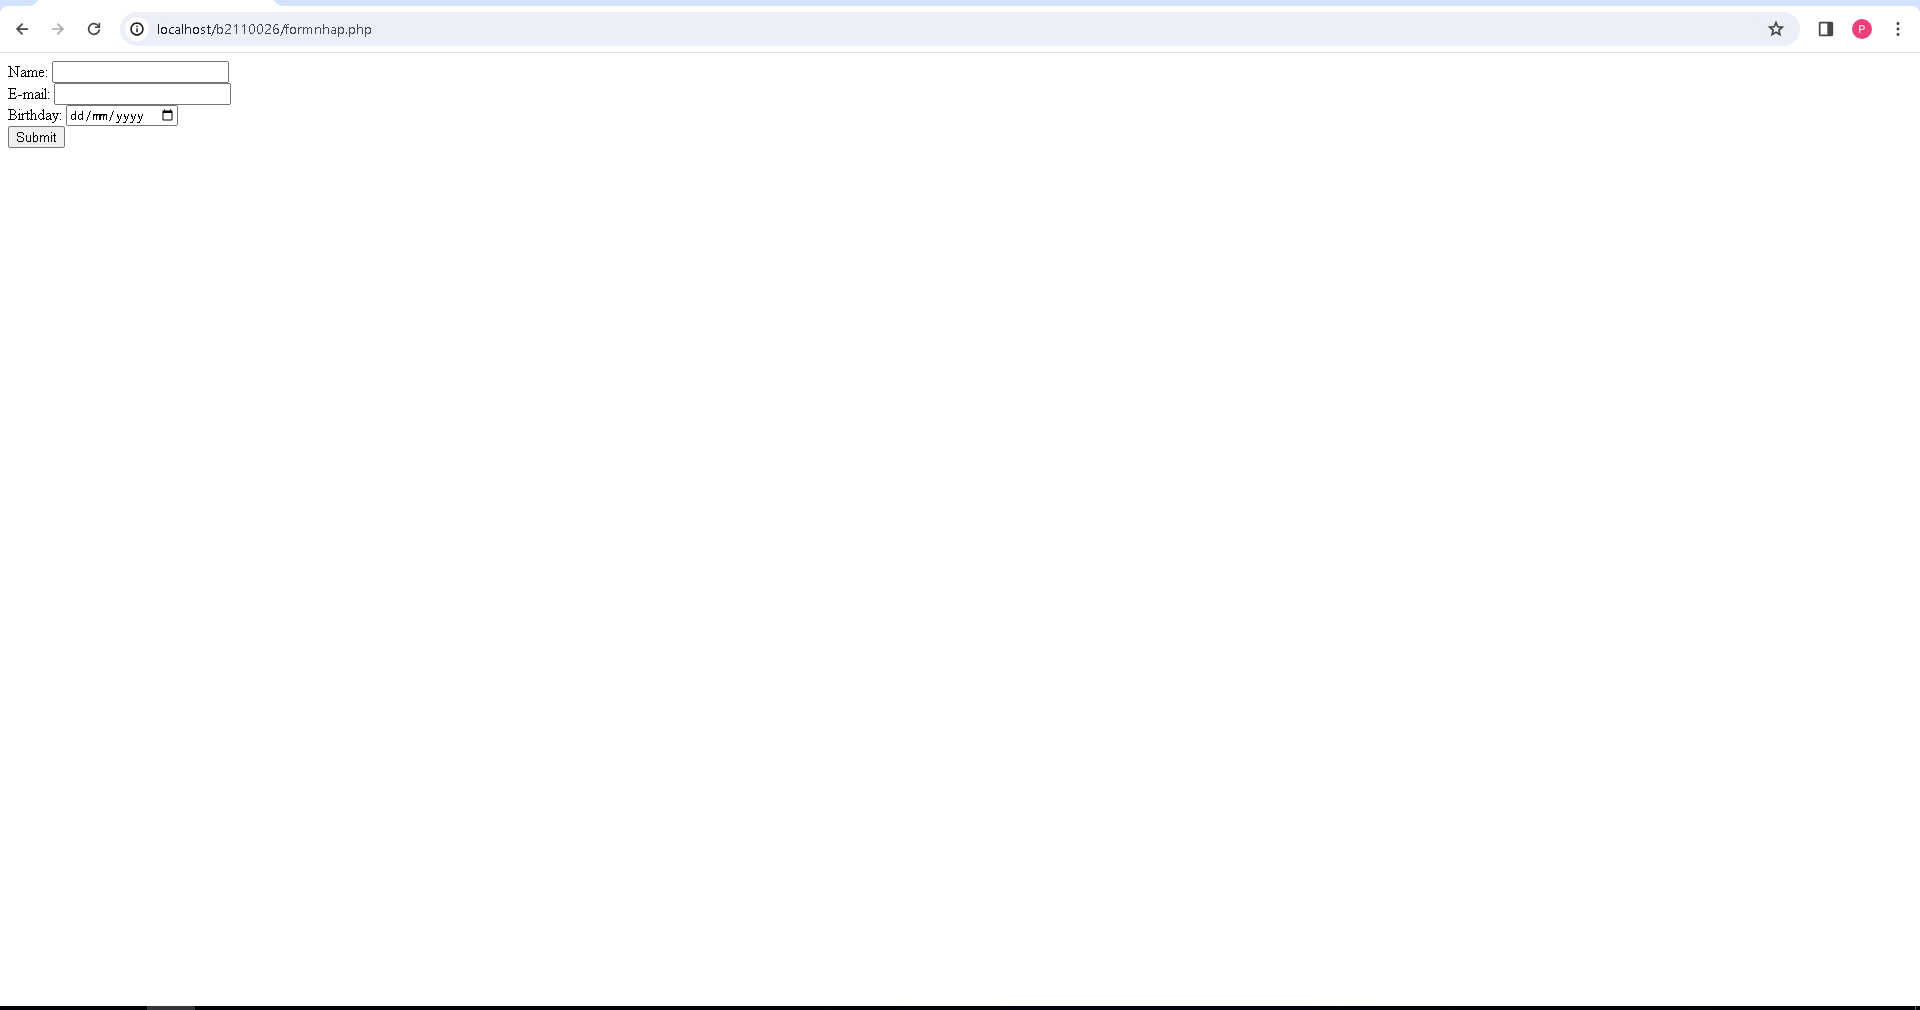 localhost/b2110026/formnhap.php
P
Name:
E-mail:
Birthday: dd/mm/yyyy
Submit